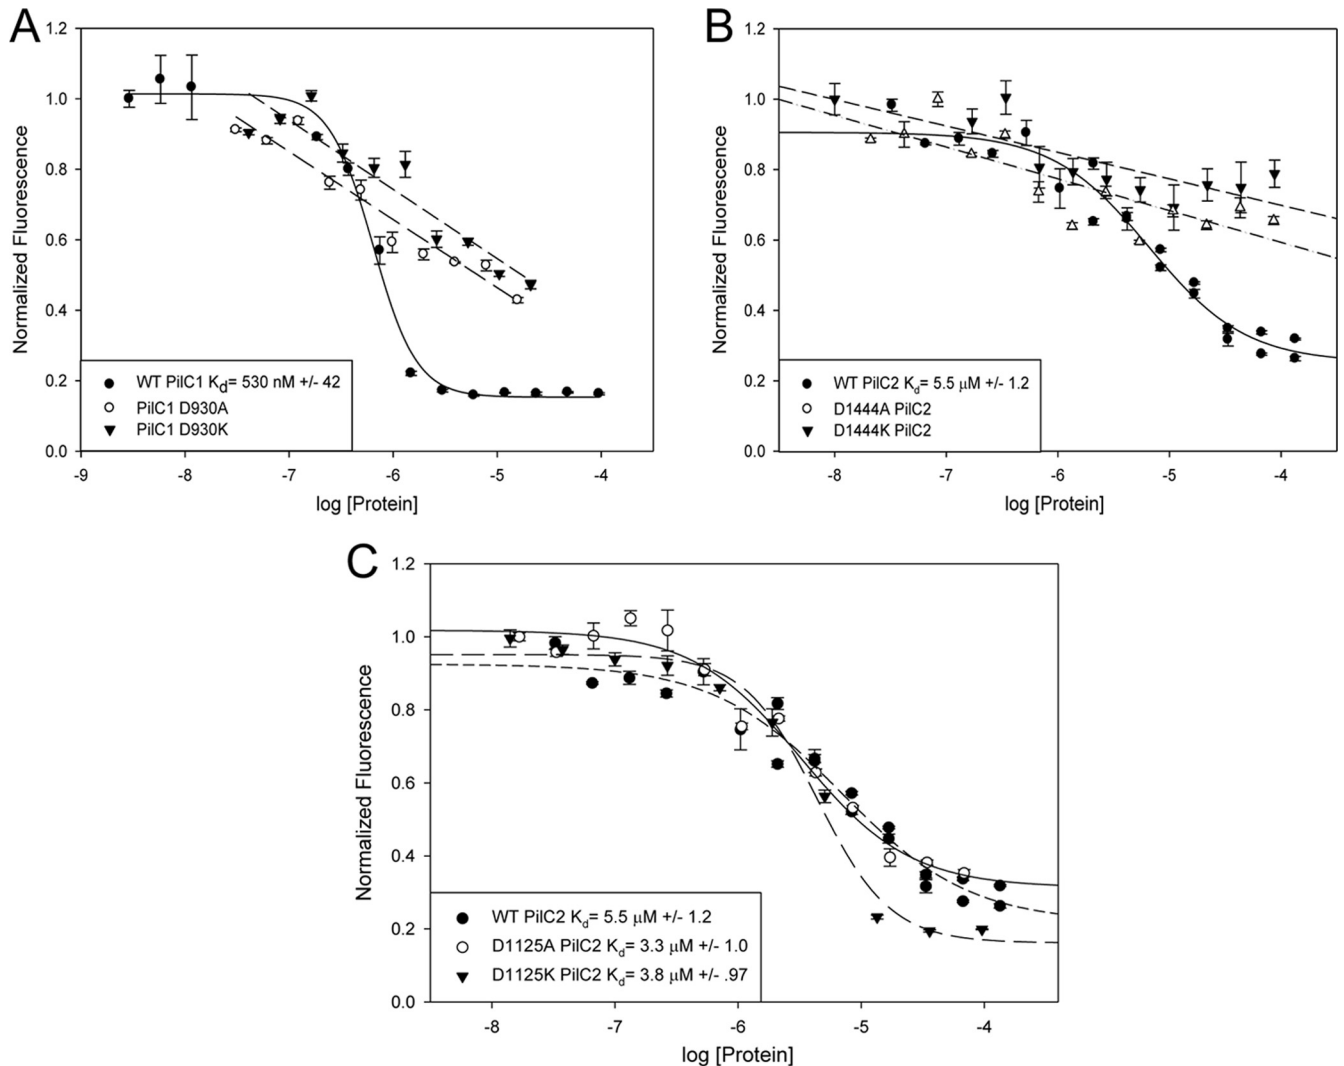 A
1.2
1.0
0.8
0.6
0.4
0.2
0.0
Normalized Fluorescence
WT PilC1 Kd= 530 nM +/- 42
PilC1 D930A
PilC1 D930K
-9 -8 -7 -6 -5 -4
log [Protein]
B
1.2
1.0
0.8
0.6
0.4
0.2
0.0
Normalized Fluorescence
WT PilC2 Kd= 5.5 μM +/- 1.2
D1444A PilC2
D1444K PilC2
-8 -7 -6 -5 -4
log [Protein]
C
1.2
1.0
0.8
0.6
0.4
0.2
0.0
Normalized Fluorescence
WT PilC2 Kd= 5.5 μM +/- 1.2
D1125A PilC2 Kd= 3.3 μM +/- 1.0
D1125K PilC2 Kd= 3.8 μM +/- .97
-8 -7 -6 -5 -4
log [Protein]